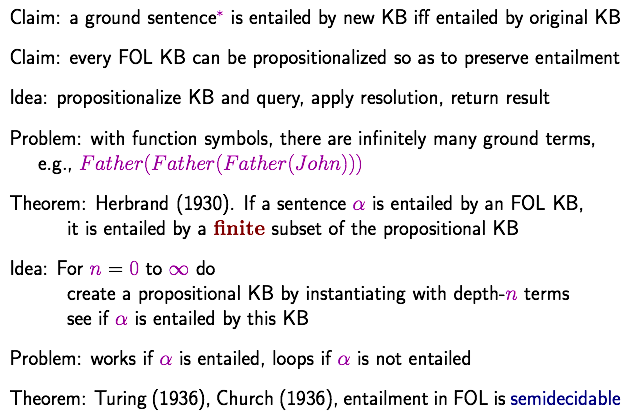 Claim: a ground sentence* is entailed by new KB iff entailed by original KB
Claim: every FOL KB can be propositionalized so as to preserve entailment
Idea: propositionalize KB and query, apply resolution, return result
Problem: with function symbols, there are infinitely many ground terms,
e.g., Father(Father(Father(John)))
Theorem: Herbrand (1930). If a sentence α is entailed by an FOL KB,
it is entailed by a finite subset of the propositional KB
Idea: For n = 0 to ∞ do
create a propositional KB by instantiating with depth-n terms
see if α is entailed by this KB
Problem: works if α is entailed, loops if α is not entailed
Theorem: Turing (1936), Church (1936), entailment in FOL is semidecidable